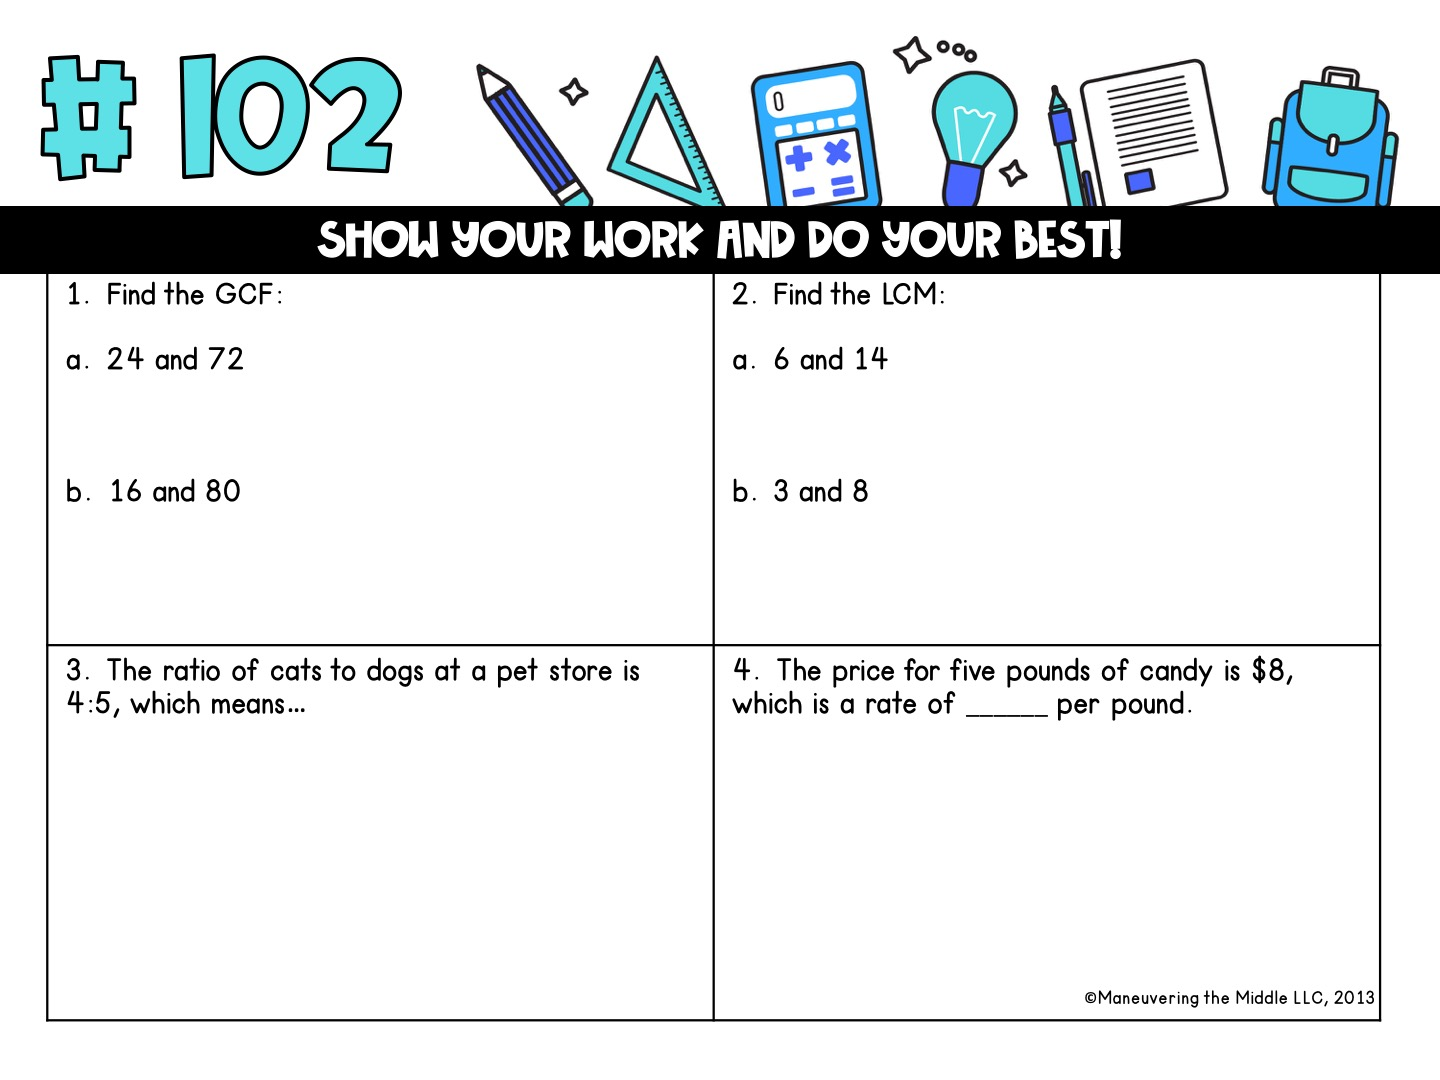 # 102
0
SHOW YOUR WORK AND DO YOUR BEST!
1. Find the GCF:
a. 24 and 72
b. 16 and 80
2. Find the LCM:
a. 6 and 14
b. 3 and 8
3. The ratio of cats to dogs at a pet store is
4:5, which means…
4. The price for five pounds of candy is $8,
which is a rate of ______ per pound.
©Maneuvering the Middle LLC, 2013